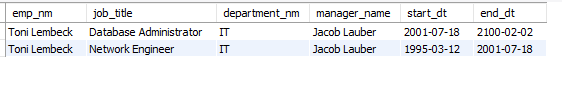 emp_nm job_title department_nm manager_name start_dt end_dt
Toni Lembeck Database Administrator IT Jacob Lauber 2001-07-18 2100-02-02
Toni Lembeck Network Engineer IT Jacob Lauber 1995-03-12 2001-07-18